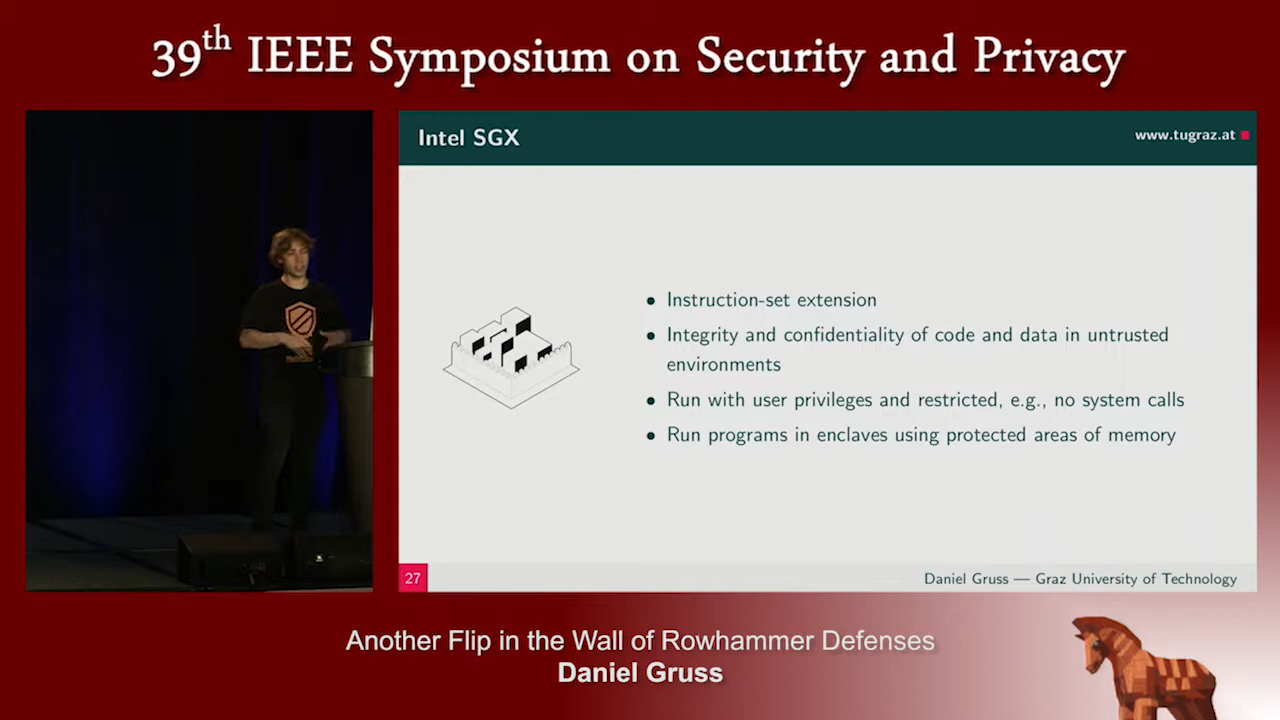 39th IEEE Symposium on Security and Privacy
Intel SGX
www.tugraz.at
• Instruction-set extension
• Integrity and confidentiality of code and data in untrusted
environments
• Run with user privileges and restricted, e.g., no system calls
• Run programs in enclaves using protected areas of memory
27
Daniel Gruss — Graz University of Technology
Another Flip in the Wall of Rowhammer Defenses
Daniel Gruss